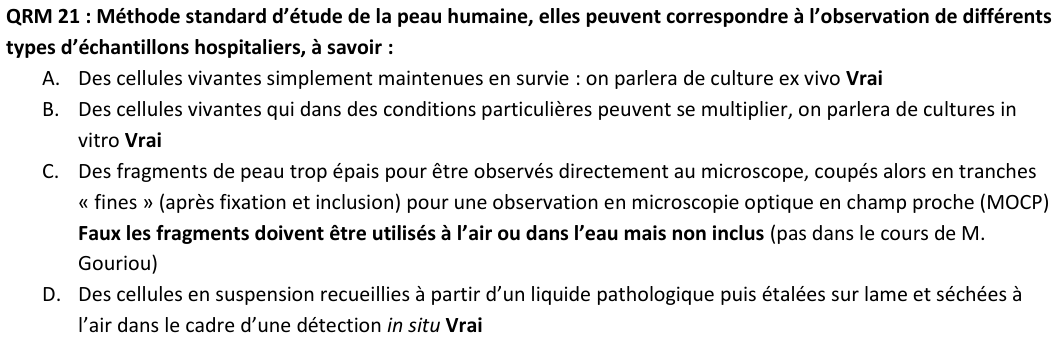 QRM 21 : Méthode standard d’étude de la peau humaine, elles peuvent correspondre à l’observation de différents
types d’échantillons hospitaliers, à savoir :
A. Des cellules vivantes simplement maintenues en survie : on parlera de culture ex vivo Vrai
B. Des cellules vivantes qui dans des conditions particulières peuvent se multiplier, on parlera de cultures in
vitro Vrai
C. Des fragments de peau trop épais pour être observés directement au microscope, coupés alors en tranches
« fines » (après fixation et inclusion) pour une observation en microscopie optique en champ proche (MOCP)
Faux les fragments doivent être utilisés à l’air ou dans l’eau mais non inclus (pas dans le cours de M.
Gouriou)
D. Des cellules en suspension recueillies à partir d’un liquide pathologique puis étalées sur lame et séchées à
l’air dans le cadre d’une détection in situ Vrai